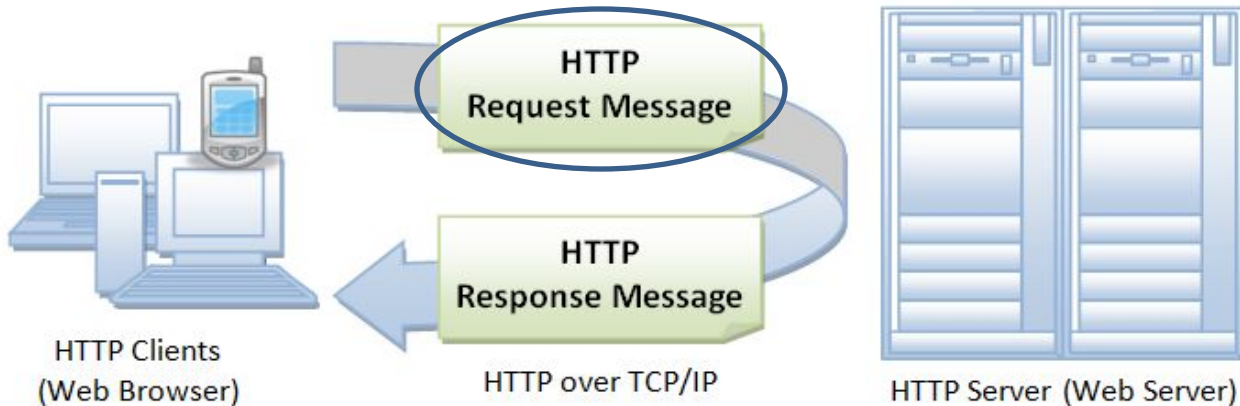 HTTP
Request Message
HTTP
Response Message
HTTP Clients
(Web Browser)
HTTP over TCP/IP
HTTP Server (Web Server)